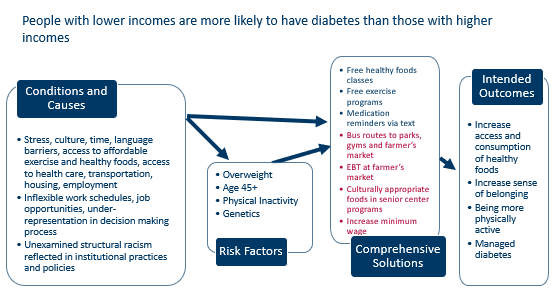 People with lower incomes are more likely to have diabetes than those with higher
incomes
Conditions and
Causes
• Stress, culture, time, language
barriers, access to affordable
exercise and healthy foods, access
to health care, transportation,
housing, employment
• Inflexible work schedules, job
opportunities, under-
representation in decision making
process
• Unexamined structural racism
reflected in institutional practices
and policies
• Overweight
• Age 45+
• Physical Inactivity
• Genetics
Risk Factors
• Free healthy foods
classes
• Free exercise
programs
• Medication
reminders via text
• Bus routes to parks,
gyms and farmer's
market
• EBT at farmer's
market
• Culturally appropriate
foods in senior center
programs
• Increase minimum
wage
Comprehensive
Solutions
Intended
Outcomes
• Increase
access and
consumption
of healthy
foods
• Increase sense
of belonging
• Being more
physically
active
• Managed
diabetes